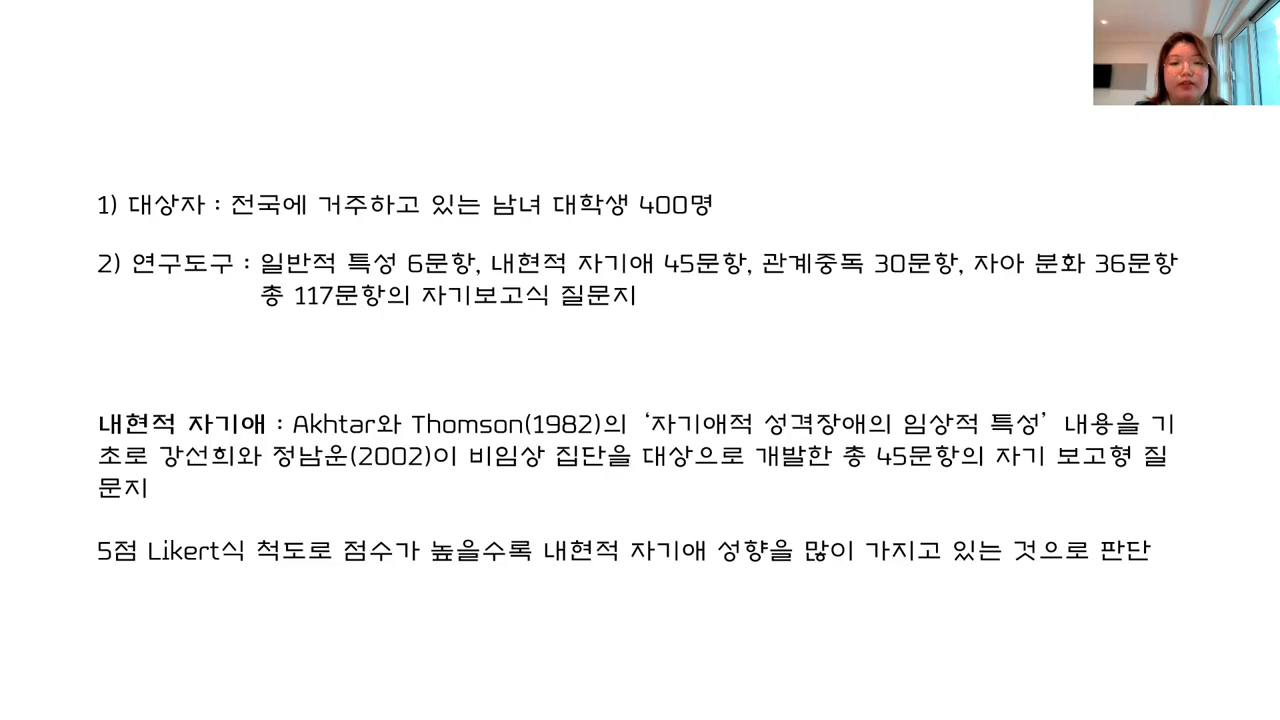 1) 대상자 : 전국에 거주하고 있는 남녀 대학생 400명
2) 연구도구 : 일반적 특성 6문항, 내현적 자기애 45문항, 관계중독 30문항, 자아 분화 36문항
총 117문항의 자기보고식 질문지
내현적 자기애 : Akhtar와 Thomson(1982)의 ‘자기애적 성격장애의 임상적 특성’ 내용을 기
초로 강선희와 정남운(2002)이 비임상 집단을 대상으로 개발한 총 45문항의 자기 보고형 질
문지
5점 Likert식 척도로 점수가 높을수록 내현적 자기애 성향을 많이 가지고 있는 것으로 판단